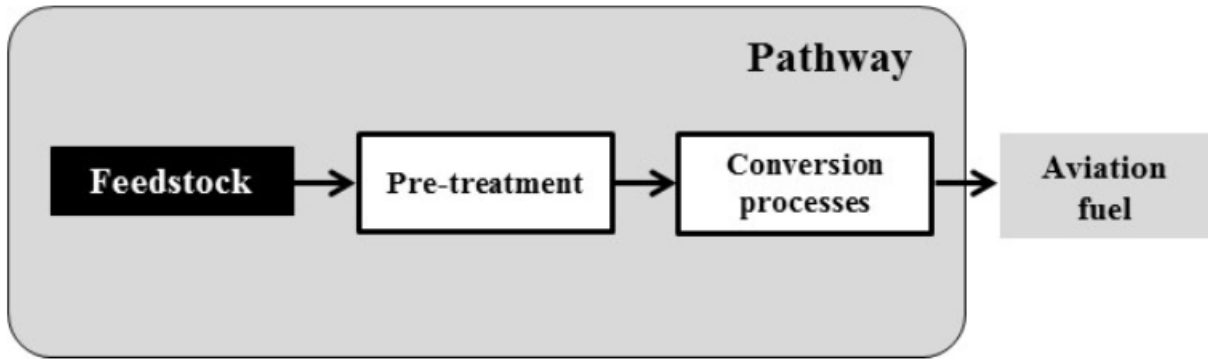 Pathway
Feedstock
Pre-treatment
Conversion
processes
Aviation
fuel